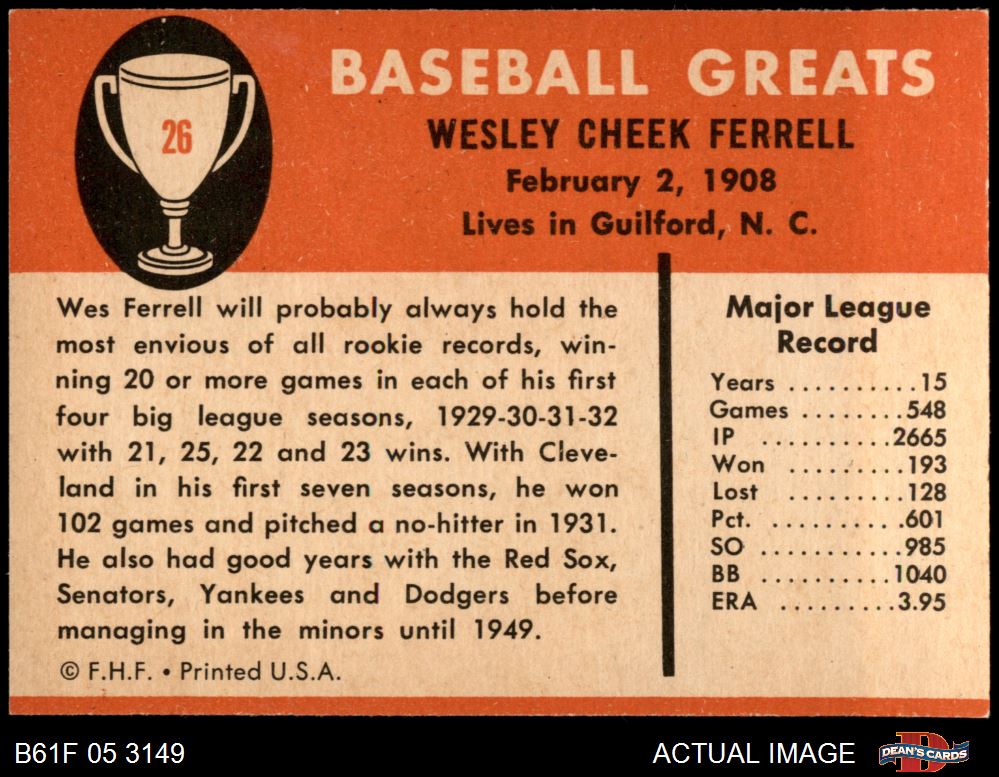 26
BASEBALL GREATS
WESLEY CHEEK FERRELL
February 2, 1908
Lives in Guilford, N. C.
Wes Ferrell will probably always hold the
most envious of all rookie records, win-
ning 20 or more games in each of his first
four big league seasons, 1929-30-31-32
with 21, 25, 22 and 23 wins. With Cleve-
land in his first seven seasons, he won
102 games and pitched a no-hitter in 1931.
He also had good years with the Red Sox,
Senators, Yankees and Dodgers before
managing in the minors until 1949.
© F.H.F. • Printed U.S.A.
Major League
Record
Years ..........15
Games ........548
IP ..........2665
Won .........193
Lost .........128
Pct. ..........601
SO ...........985
BB ..........1040
ERA .........3.95
B61F 05 3149
ACTUAL IMAGE
D
DEAN'S CARDS